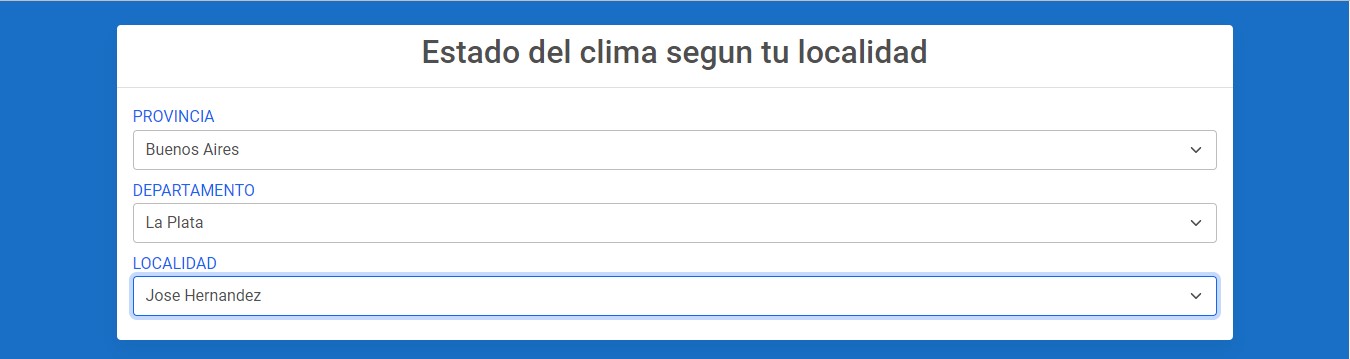 Estado del clima segun tu localidad
PROVINCIA
Buenos Aires
DEPARTAMENTO
La Plata
LOCALIDAD
Jose Hernandez